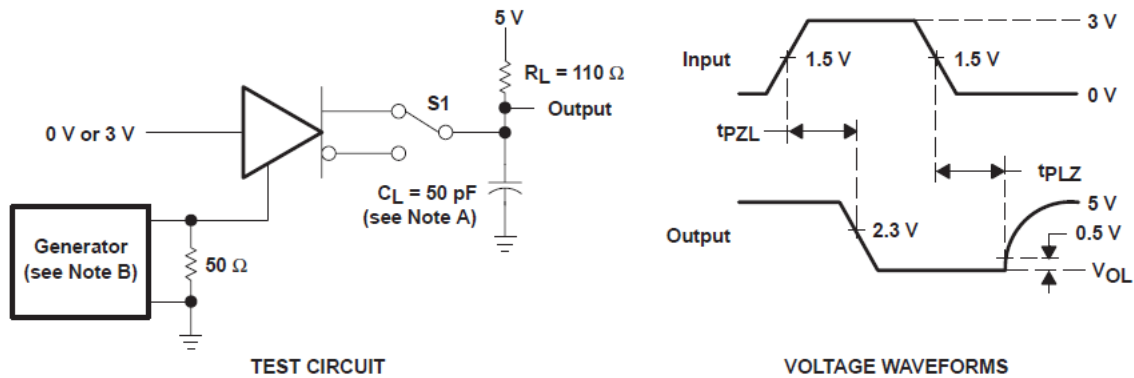 5 V
RL = 110 Ω
S1
Output
0 V or 3 V
CL = 50 pF
(see Note A)
Generator
(see Note B)
50 Ω
TEST CIRCUIT
Input
3 V
1.5 V
1.5 V
0 V
tPZL
tPLZ
Output
2.3 V
5 V
0.5 V
VOL
VOLTAGE WAVEFORMS